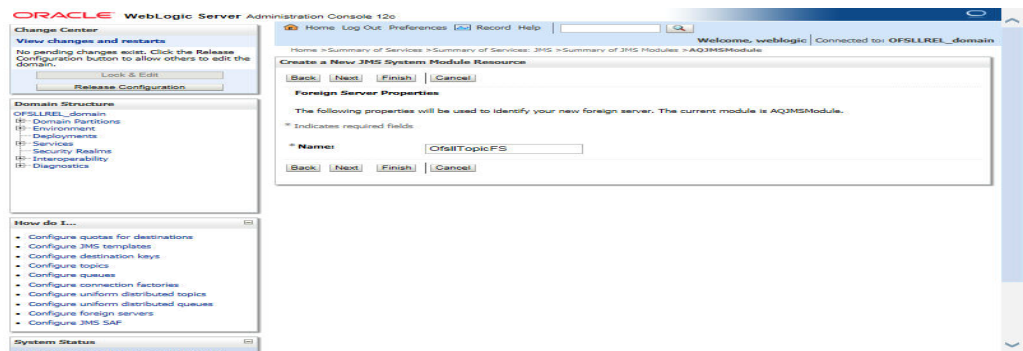 ORACLE WebLogic Server Administration Console 12c
Change Center
View changes and restarts
No pending changes exist. Click the Release
Configuration button to allow others to edit the
domain.
Lock & Edit
Release Configuration
Domain Structure
OFSLLREL_domain
Domain Partitions
Environment
Deployments
Services
Security Realms
Interoperability
Diagnostics
How do I...
Configure quotas for destinations
Configure JMS templates
Configure destination keys
Configure topics
Configure queues
Configure connection factories
Configure uniform distributed topics
Configure uniform distributed queues
Configure foreign servers
Configure JMS SAF
System Status
Home Log Out Preferences Record Help
Welcome, weblogic Connected to: OFSLLREL_domain
Home >Summary of Services >Summary of Services: JMS >Summary of JMS Modules >AQJMSModule
Create a New JMS System Module Resource
Back Next Finish Cancel
Foreign Server Properties
The following properties will be used to identify your new foreign server. The current module is AQJMSModule.
* Indicates required fields
* Name: OfsllTopicFS
Back Next Finish Cancel